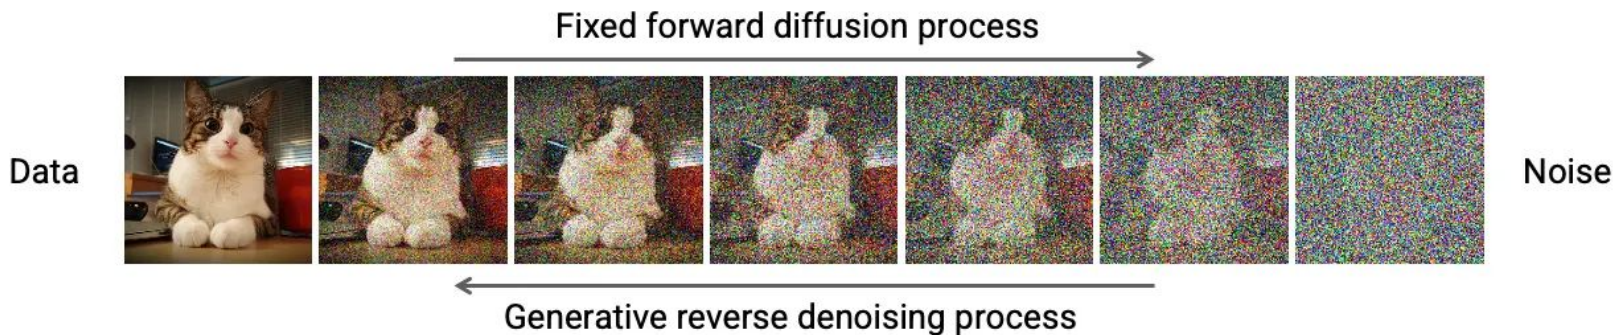 Fixed forward diffusion process
Data
Noise
Generative reverse denoising process